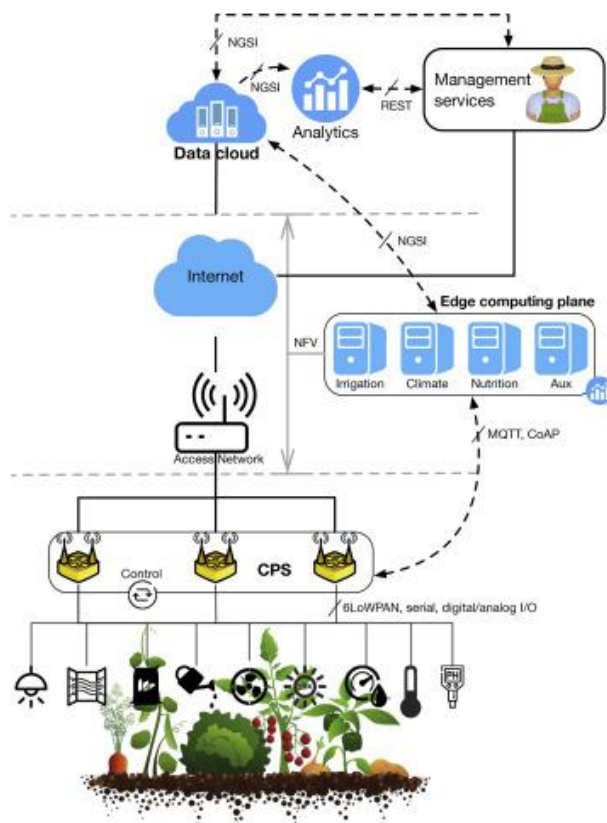 NGSI
NGSI
Management
services
REST
Analytics
Data cloud
NGSI
Internet
Edge computing plane
NFV
Irrigation
Climate
Nutrition
Aux
MQTT, CoAP
Access Network
CPS
Control
6LoWPAN, serial, digital/analog I/O
PH